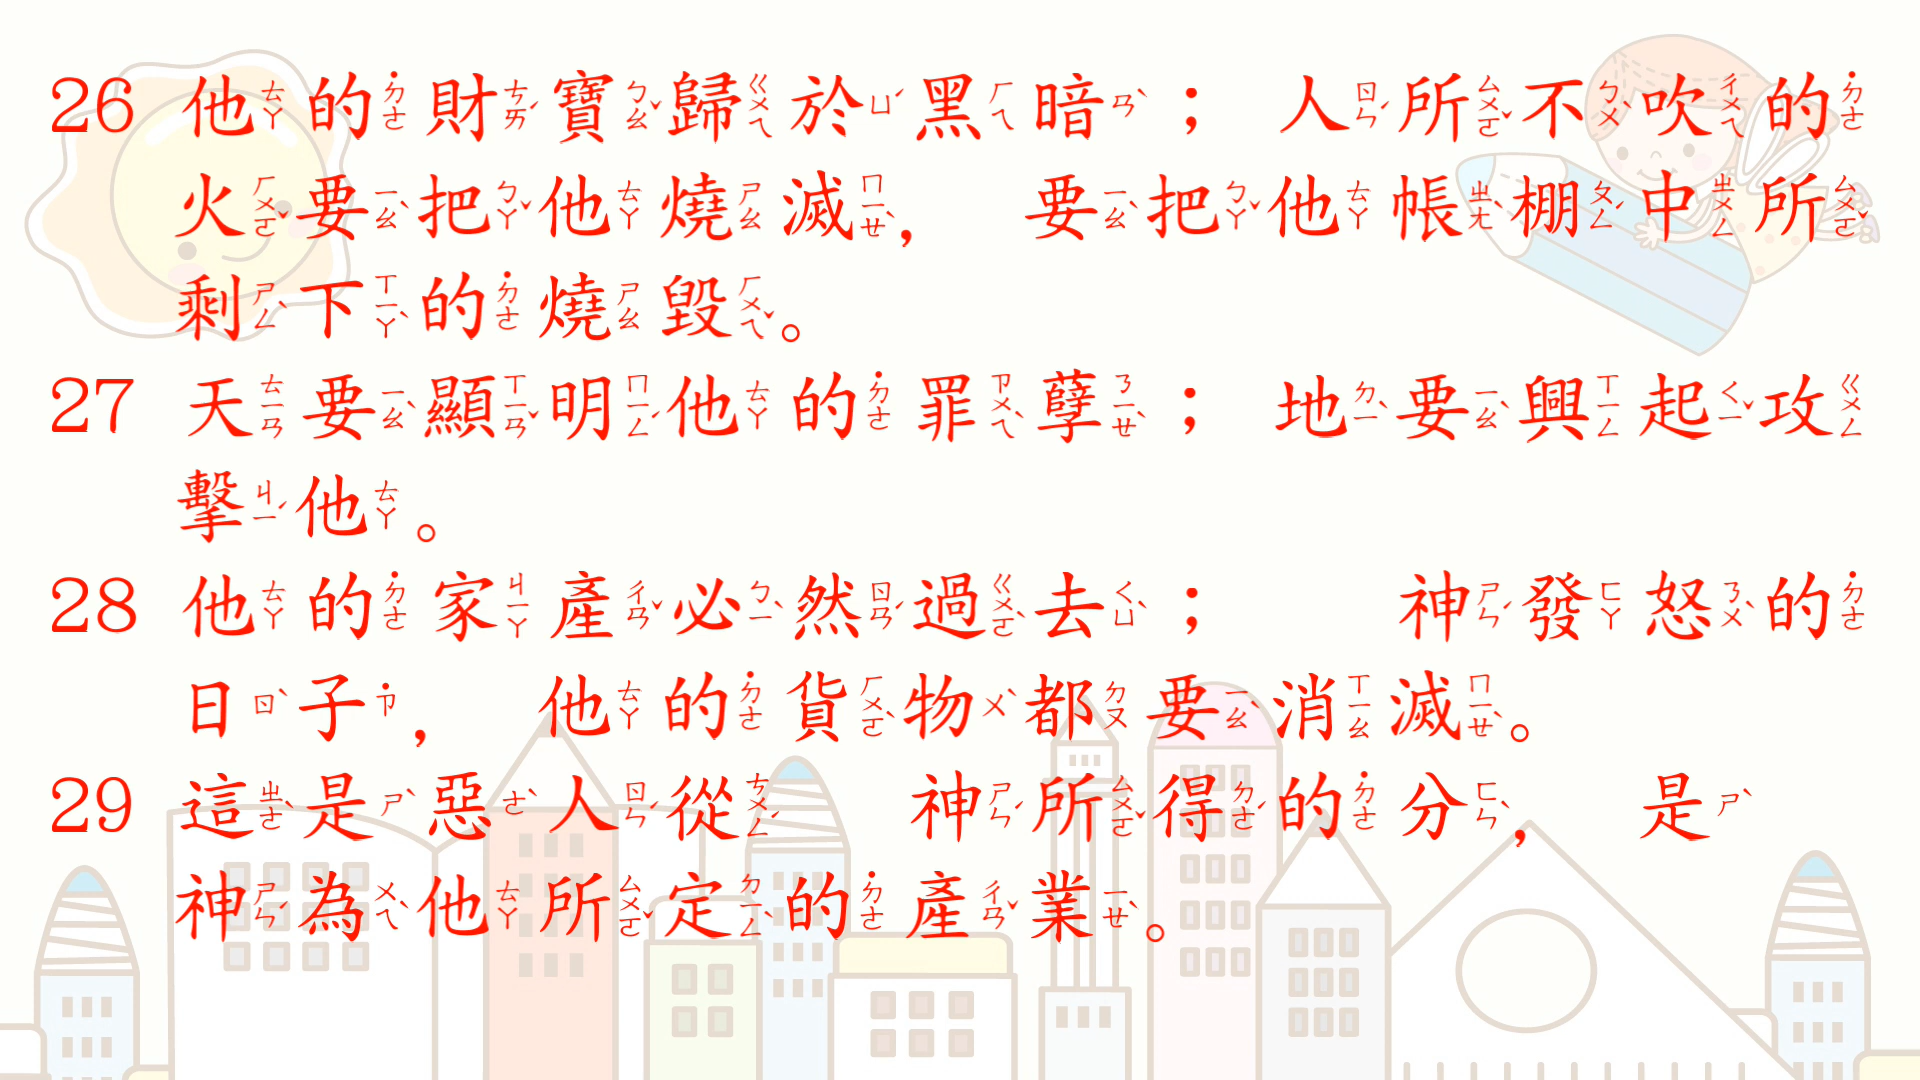 26 他的財寶歸於黑暗； 人所不吹的
火要把他燒滅， 要把他帳棚中所
剩下的燒毀。
27 天要顯明他的罪孽； 地要興起攻
擊他。
28 他的家產必然過去； 神發怒的
日子， 他的貨物都要消滅。
29 這是惡人從 神所得的分， 是
神為他所定的產業。